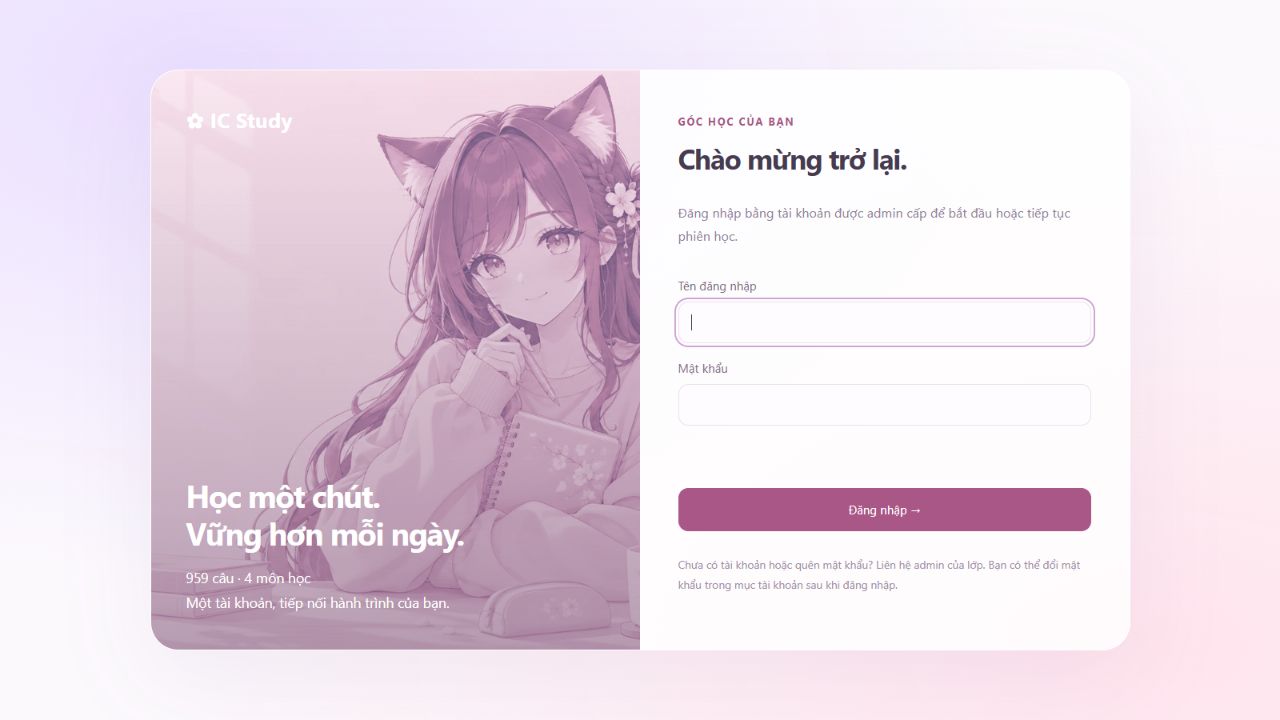 ✿ IC Study
Học một chút.
Vững hơn mỗi ngày.
959 câu · 4 môn học
Một tài khoản, tiếp nối hành trình của bạn.
GÓC HỌC CỦA BẠN
Chào mừng trở lại.
Đăng nhập bằng tài khoản được admin cấp để bắt đầu hoặc tiếp tục
phiên học.
Tên đăng nhập
Mật khẩu
Đăng nhập →
Chưa có tài khoản hoặc quên mật khẩu? Liên hệ admin của lớp. Bạn có thể đổi mật
khẩu trong mục tài khoản sau khi đăng nhập.